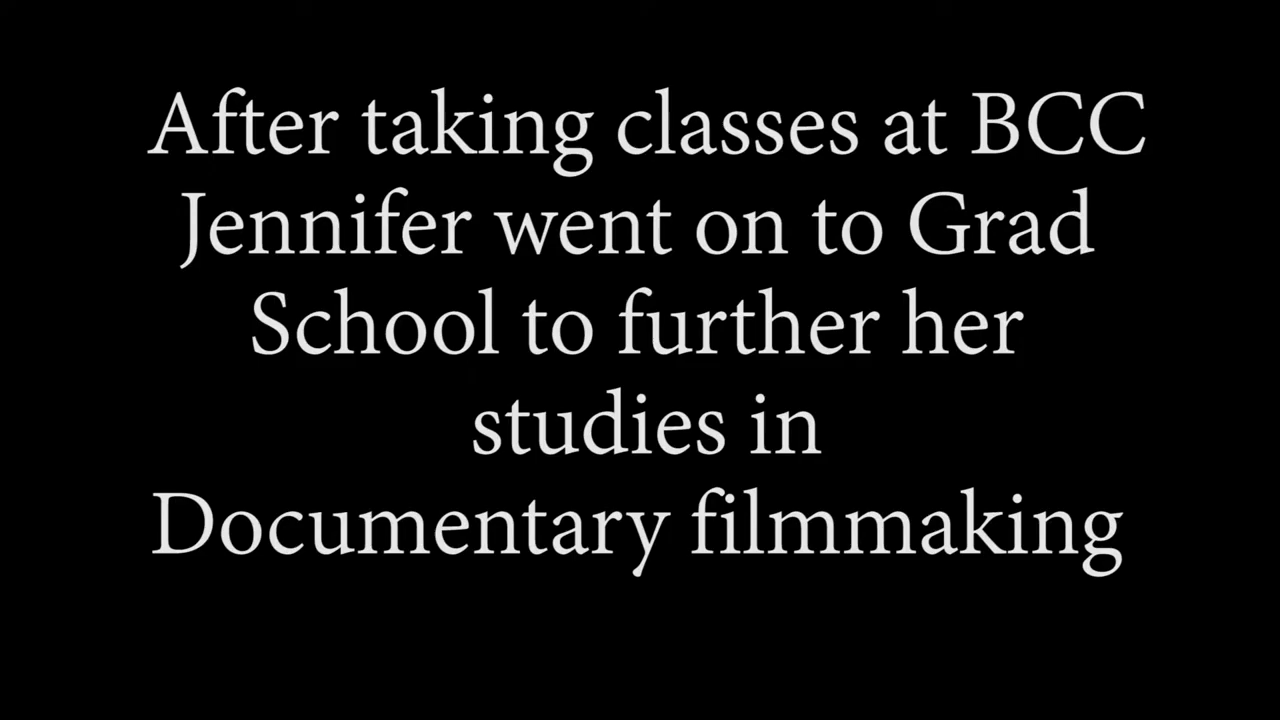 After taking classes at BCC
Jennifer went on to Grad
School to further her
studies in
Documentary filmmaking